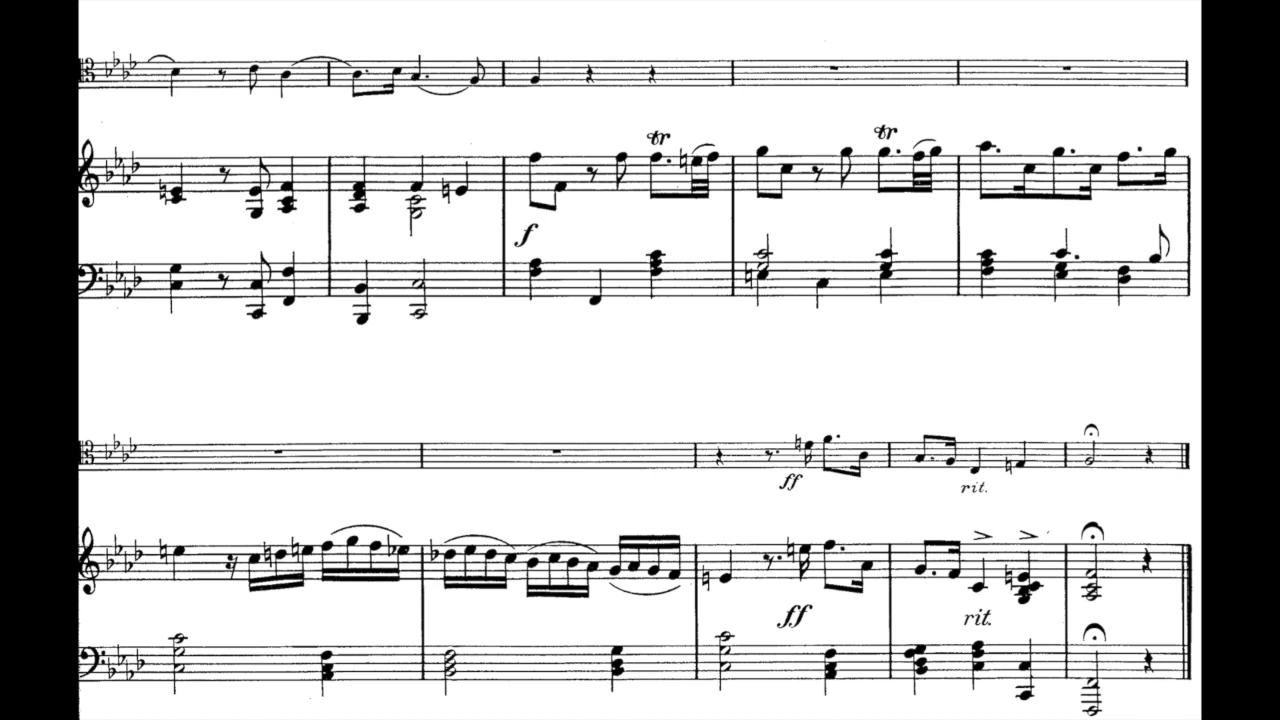 tr tr
f
ff
rit.
ff rit.